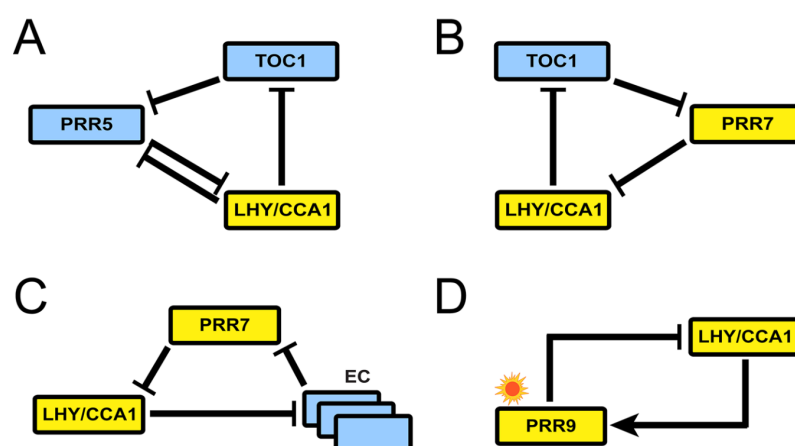 A
TOC1
PRR5
LHY/CCA1
B
TOC1
PRR7
LHY/CCA1
C
PRR7
EC
LHY/CCA1
D
LHY/CCA1
PRR9